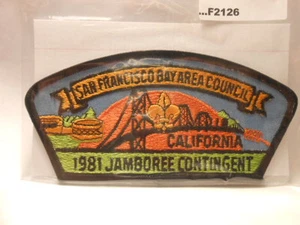 ...F2126
SAN FRANCISCO BAY AREA COUNCIL
CALIFORNIA
1981 JAMBOREE CONTINGENT